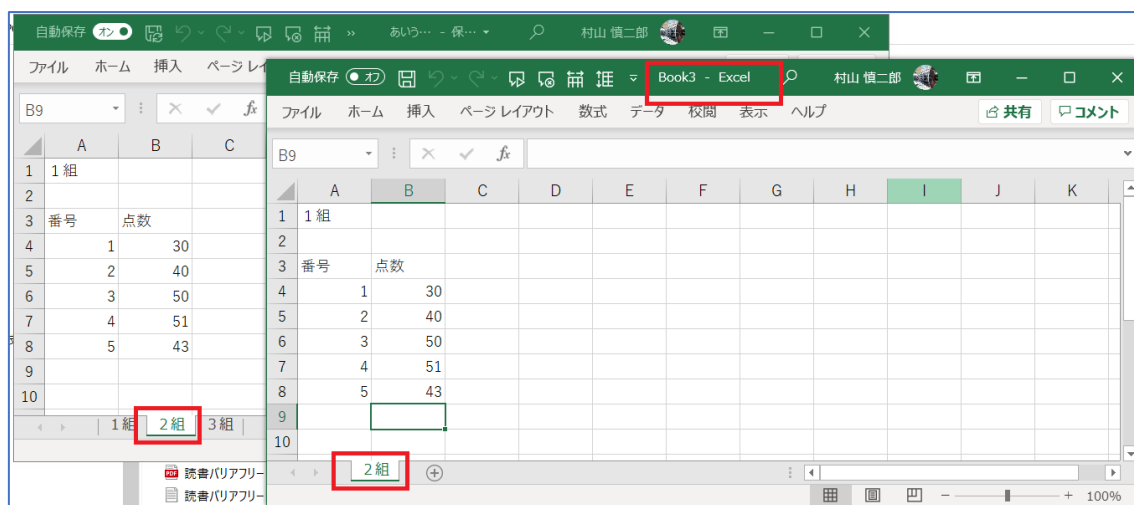 自動保存 オン » あいう… - 保… 村山 慎二郎
ファイル ホーム 挿入 ページ レイ
B9 fx
A B C
1 1 組
2
3 番号 点数
4 1 30
5 2 40
6 3 50
7 4 51
8 5 43
9
10
1 組 2 組 3 組
読書バリアフリー
読書バリアフリー
自動保存 オフ Book3 - Excel 村山 慎二郎
ファイル ホーム 挿入 ページ レイアウト 数式 データ 校閲 表示 ヘルプ 共有 コメント
B9 fx
A B C D E F G H I J K
1 1 組
2
3 番号 点数
4 1 30
5 2 40
6 3 50
7 4 51
8 5 43
9
10
2 組
100%